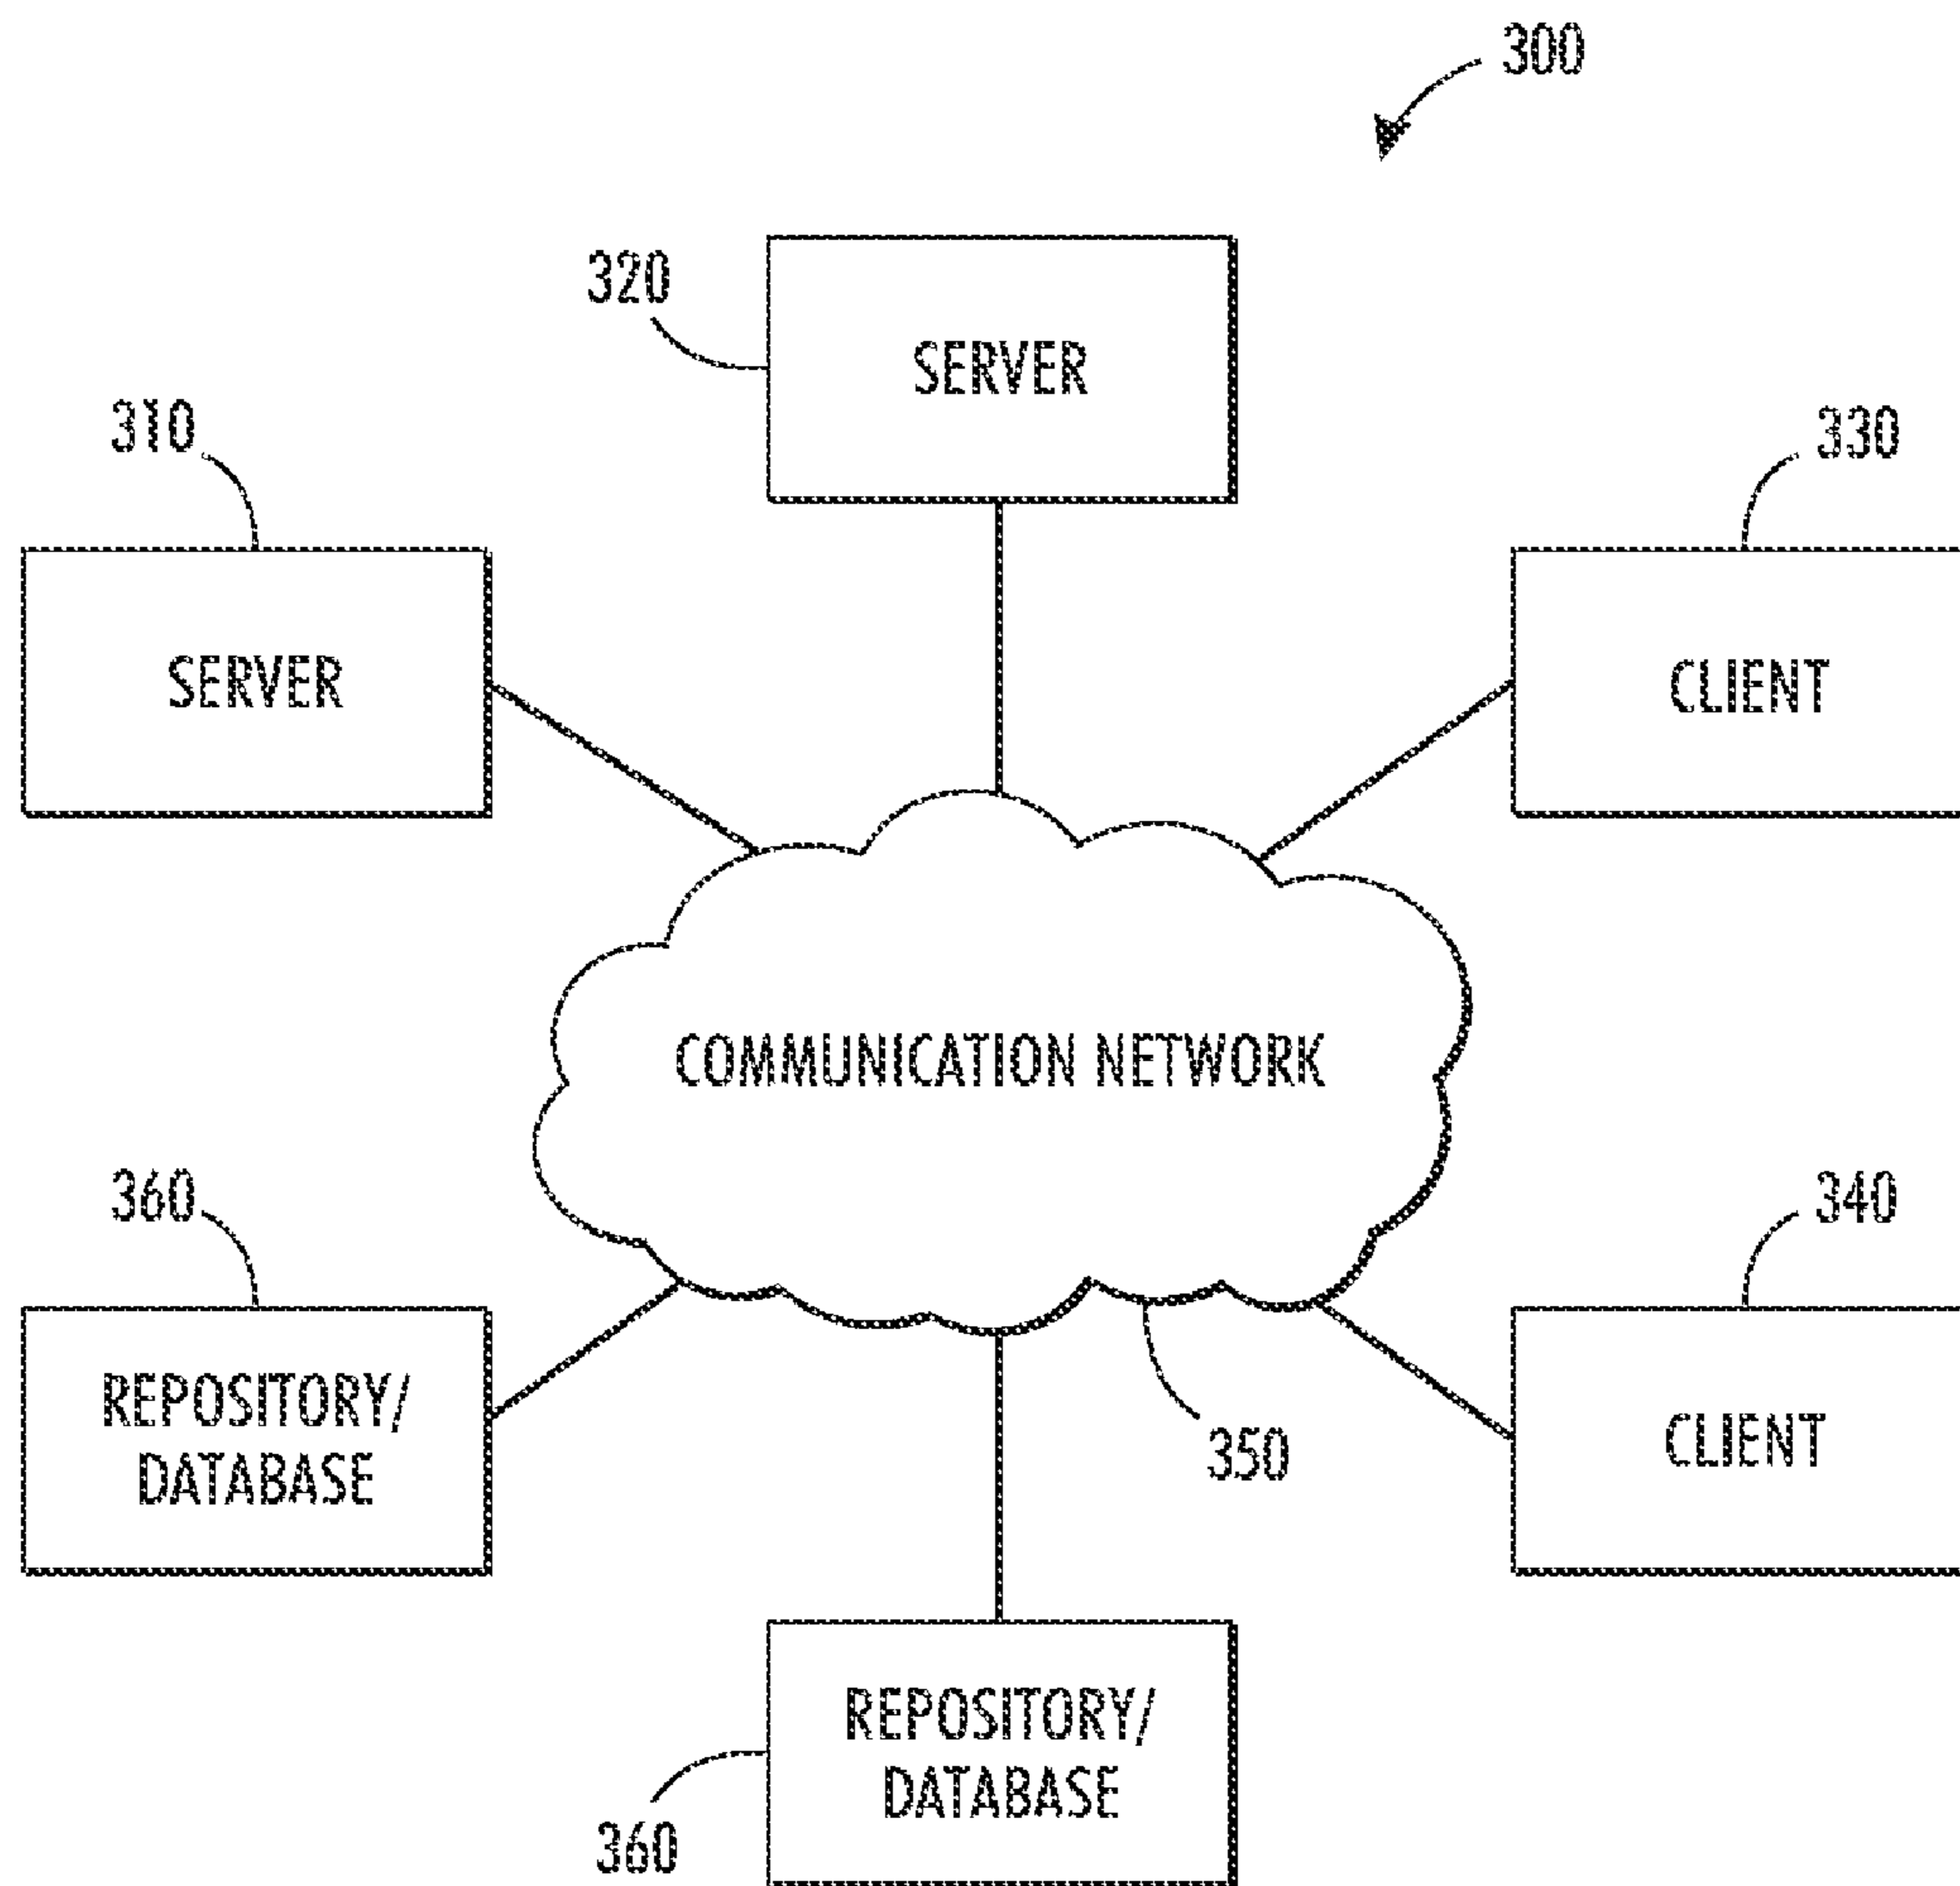 300
320
SERVER
310
330
SERVER
CLIENT
COMMUNICATION NETWORK
360
340
REPOSITORY/
DATABASE
350
CLIENT
REPOSITORY/
DATABASE
360